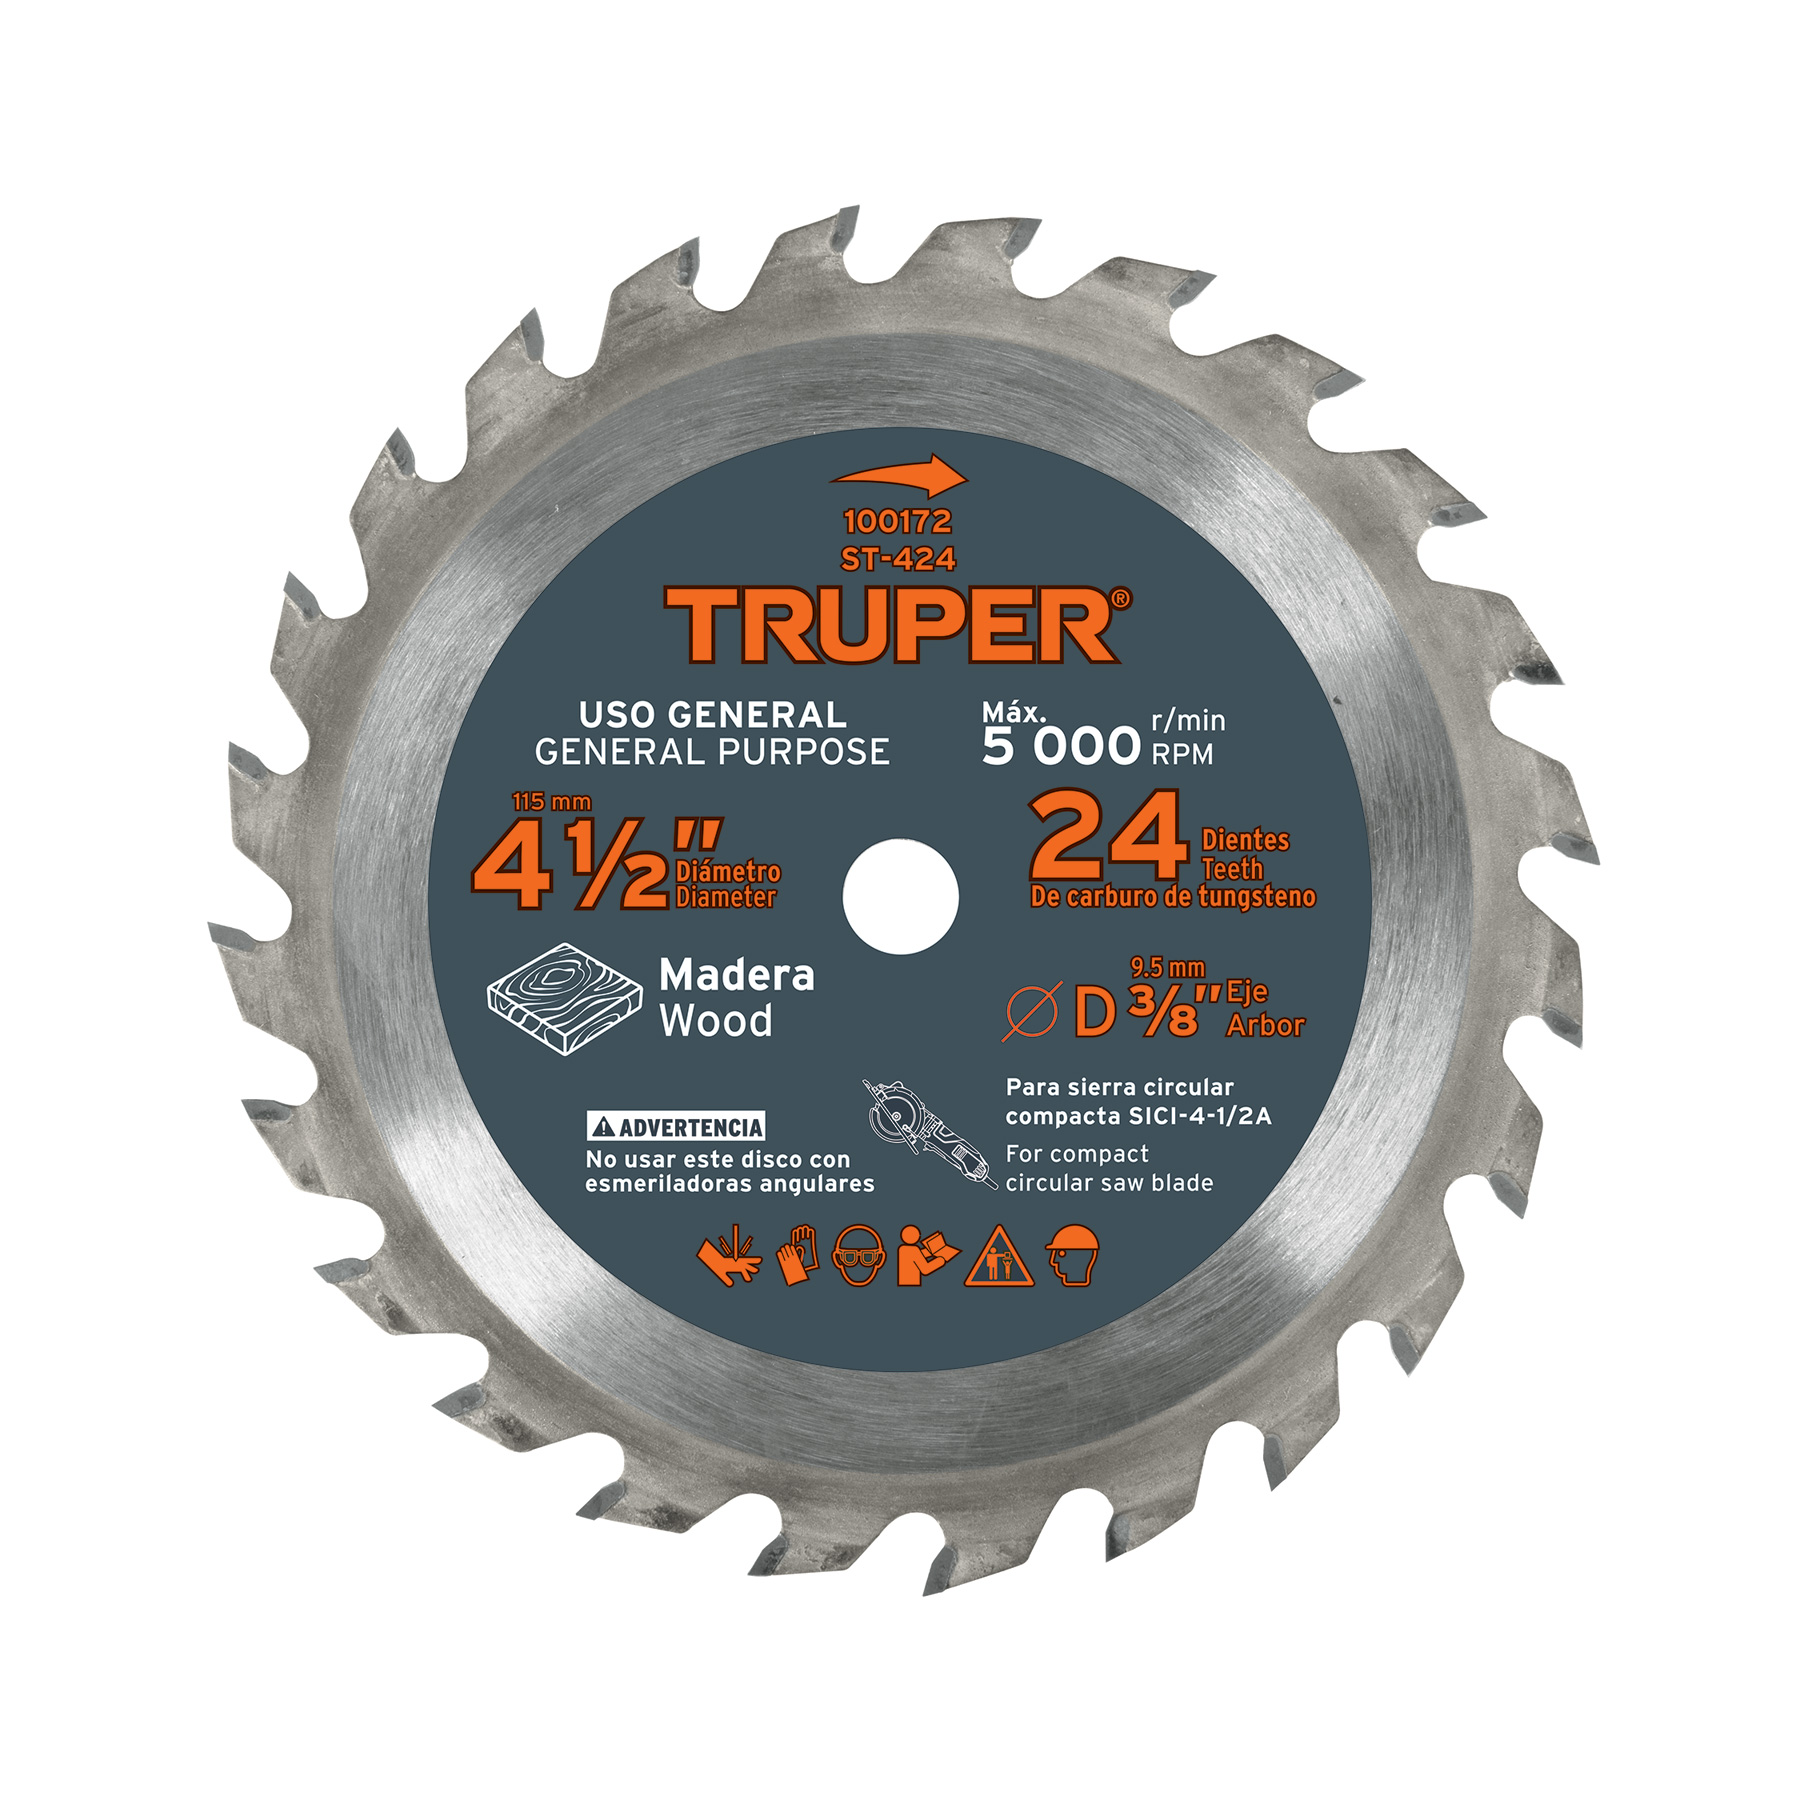 100172
ST-424
TRUPER®
USO GENERAL
GENERAL PURPOSE
Máx.
5 000 r/min
RPM
115 mm
4 1/2"
Diámetro
Diameter
24 Dientes
Teeth
De carburo de tungsteno
Madera
Wood
9.5 mm
D 3/8" Eje
Arbor
ADVERTENCIA
No usar este disco con
esmeriladoras angulares
Para sierra circular
compacta SICI-4-1/2A
For compact
circular saw blade